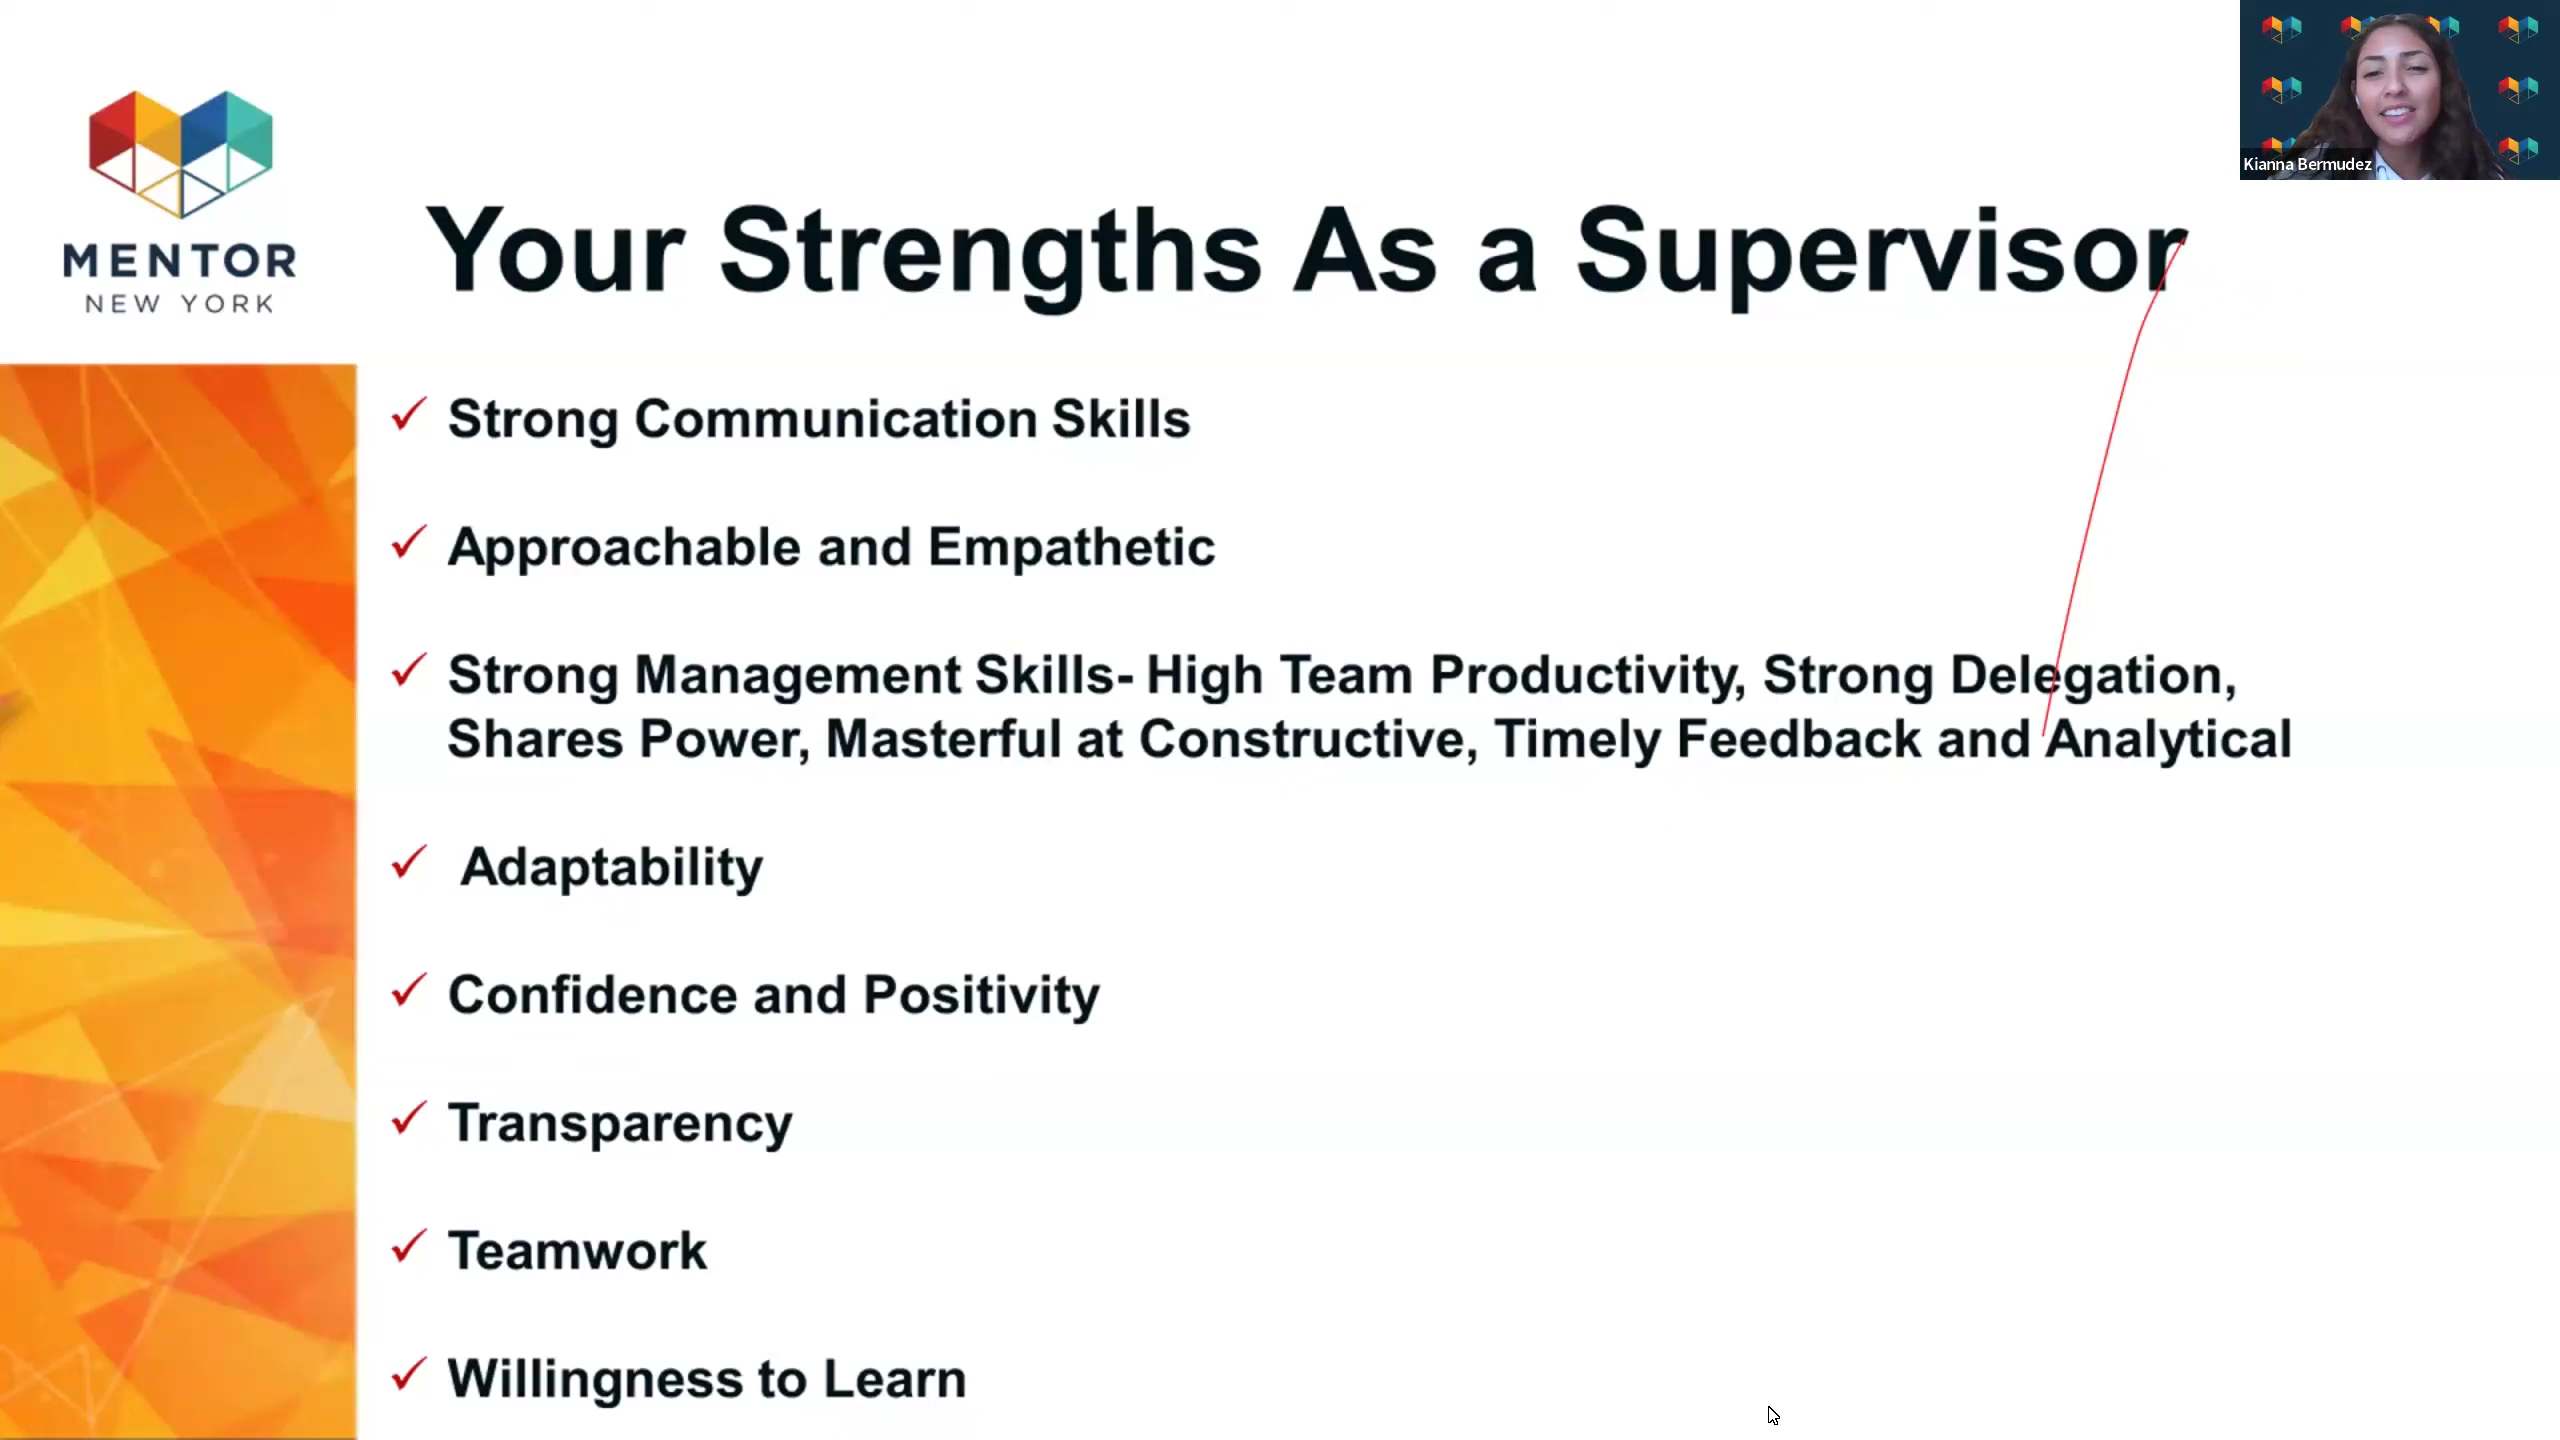 MENTOR
NEW YORK
Kianna Bermudez
Your Strengths As a Supervisor
Strong Communication Skills
Approachable and Empathetic
Strong Management Skills- High Team Productivity, Strong Delegation,
Shares Power, Masterful at Constructive, Timely Feedback and Analytical
Adaptability
Confidence and Positivity
Transparency
Teamwork
Willingness to Learn